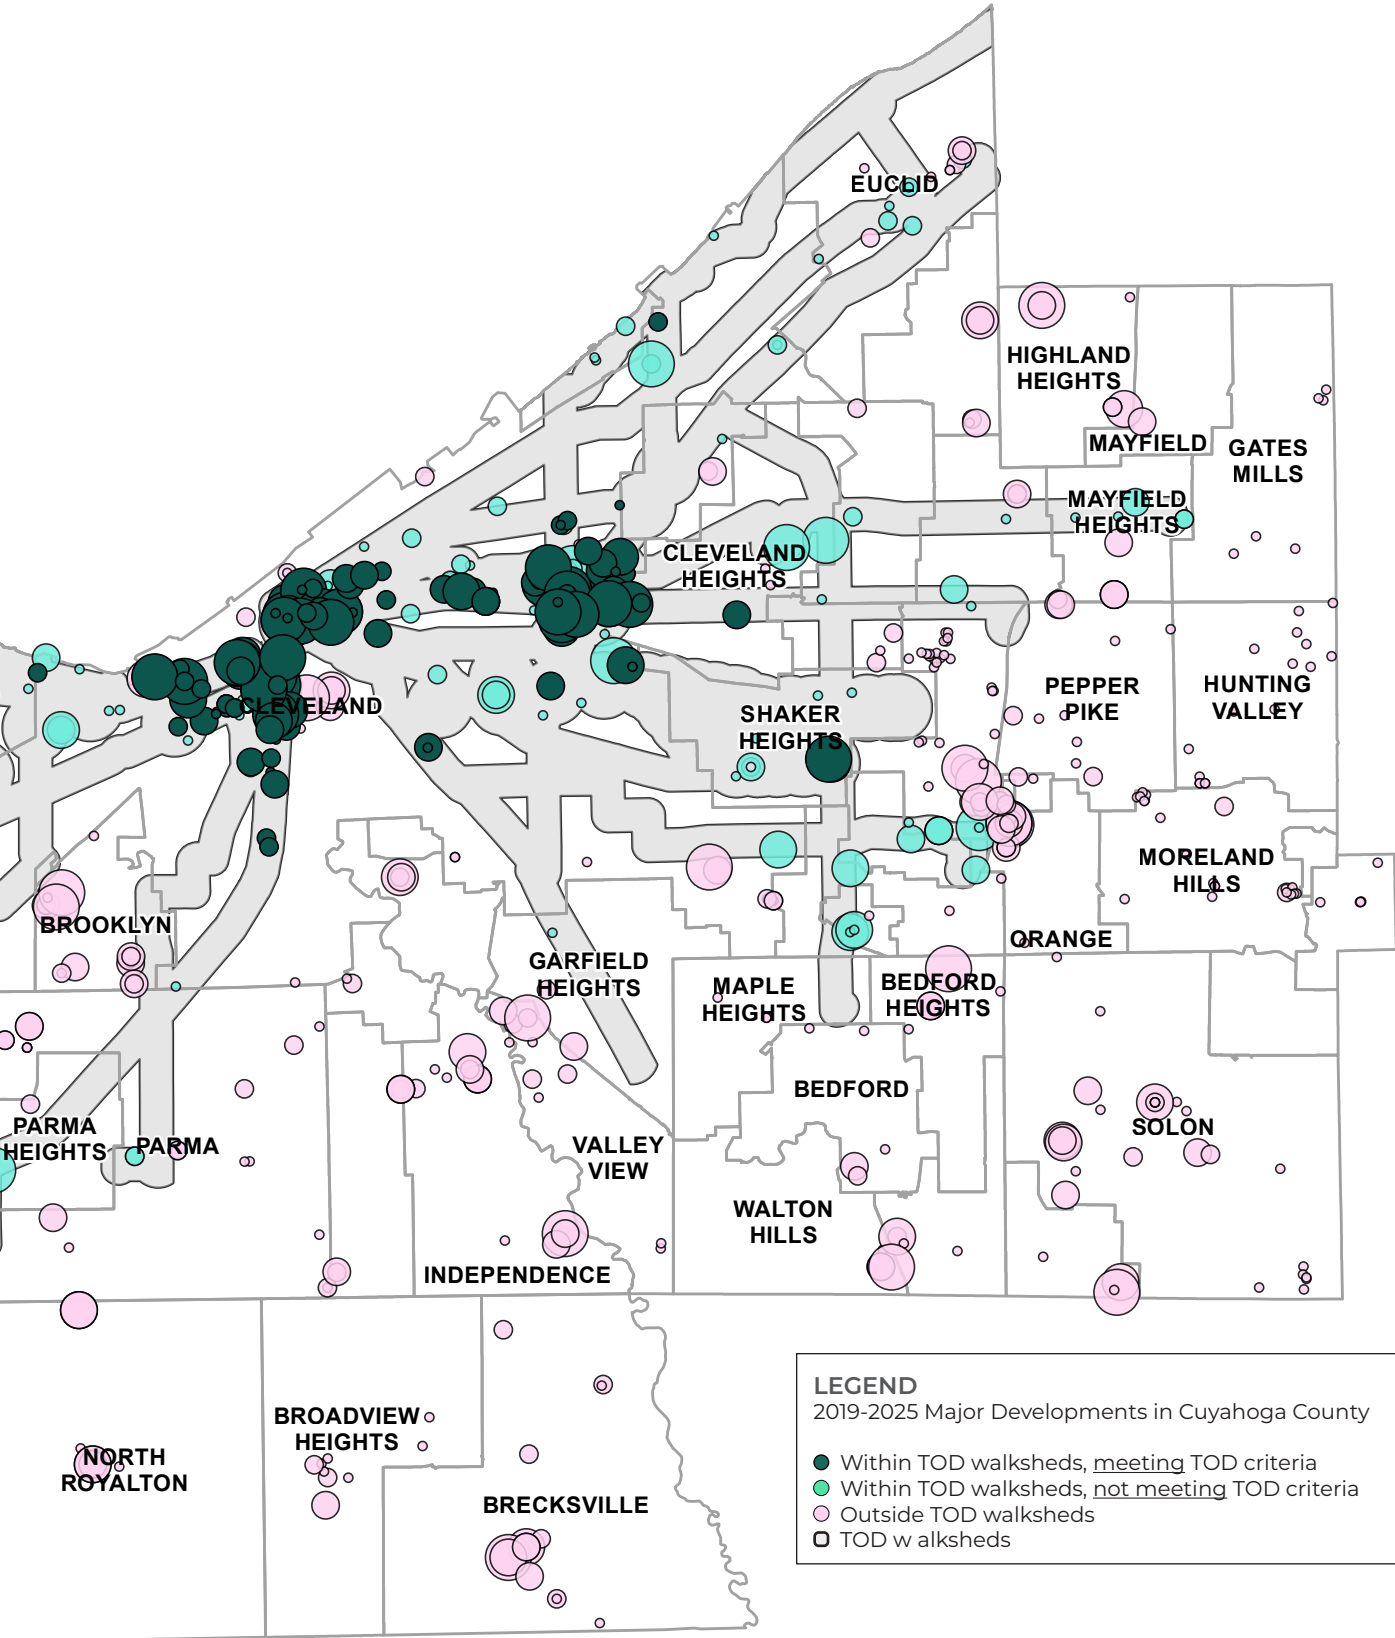 EUCLID
HIGHLAND
HEIGHTS
MAYFIELD
GATES
MILLS
MAYFIELD
HEIGHTS
CLEVELAND
HEIGHTS
CLEVELAND
SHAKER
HEIGHTS
PEPPER
PIKE
HUNTING
VALLEY
MORELAND
HILLS
BROOKLYN
ORANGE
GARFIELD
HEIGHTS
MAPLE
HEIGHTS
BEDFORD
HEIGHTS
BEDFORD
PARMA
HEIGHTS
PARMA
VALLEY
VIEW
SOLON
WALTON
HILLS
INDEPENDENCE
BROADVIEW
HEIGHTS
NORTH
ROYALTON
BRECKSVILLE
LEGEND
2019-2025 Major Developments in Cuyahoga County
Within TOD walksheds, meeting TOD criteria
Within TOD walksheds, not meeting TOD criteria
Outside TOD walksheds
TOD w alksheds